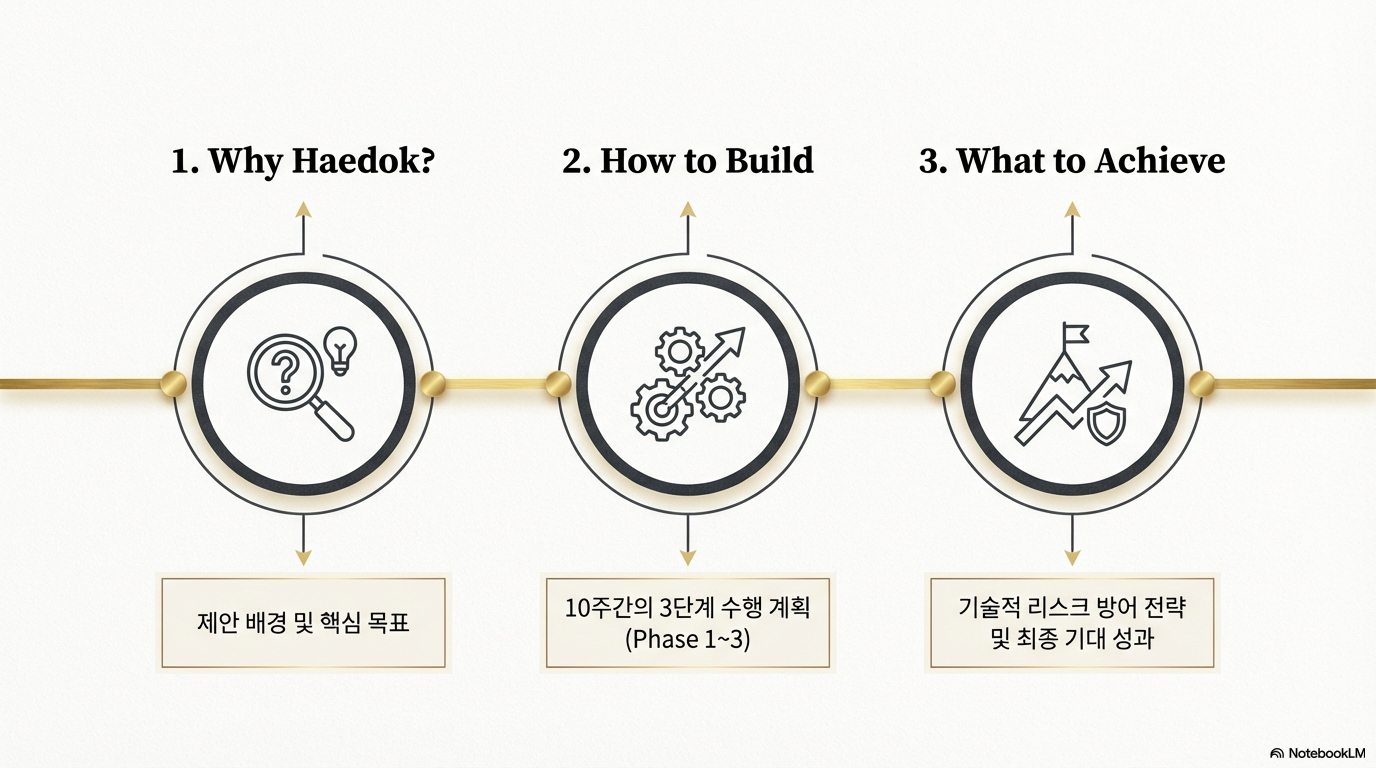 1. Why Haedok?
2. How to Build
3. What to Achieve
?
제안 배경 및 핵심 목표
10주간의 3단계 수행 계획
(Phase 1~3)
기술적 리스크 방어 전략
및 최종 기대 성과
NotebookLM